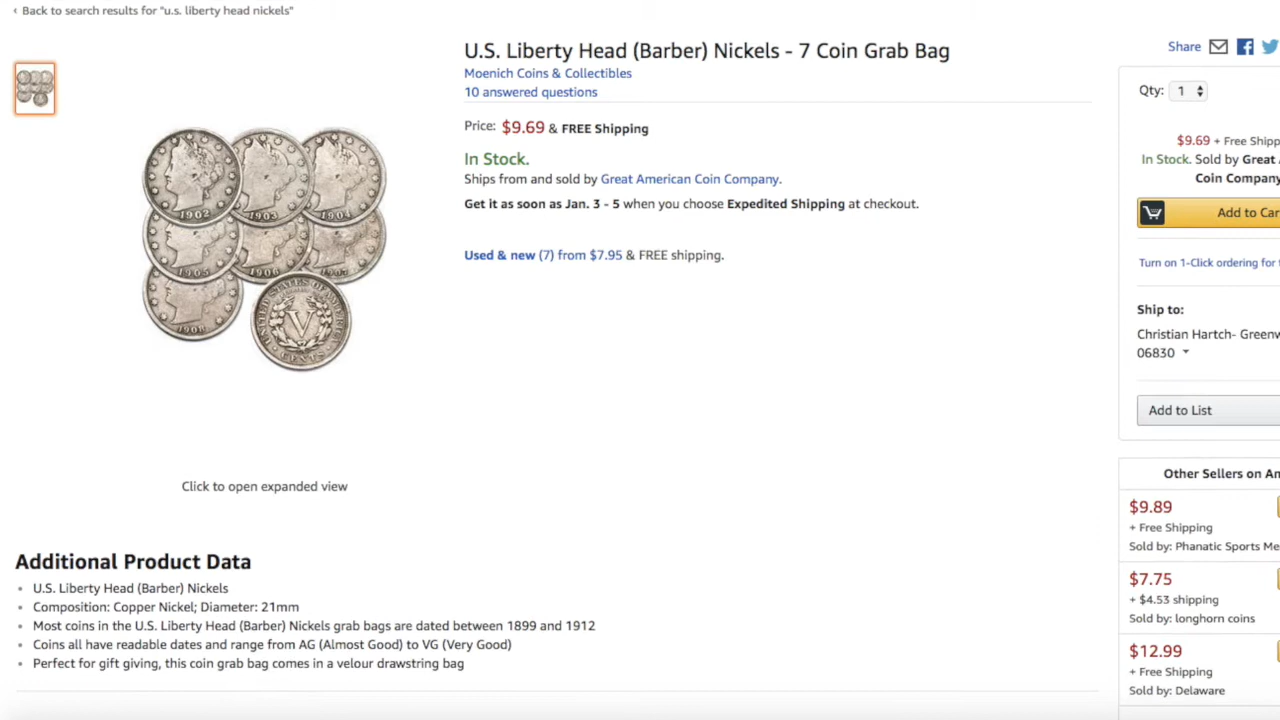 ‹ Back to search results for "u.s. liberty head nickels"
U.S. Liberty Head (Barber) Nickels - 7 Coin Grab Bag
Moenich Coins & Collectibles
10 answered questions
Price: $9.69 & FREE Shipping
In Stock.
Ships from and sold by Great American Coin Company.
Get it as soon as Jan. 3 - 5 when you choose Expedited Shipping at checkout.
Used & new (7) from $7.95 & FREE shipping.
1902
1903
1904
1905
1906
1907
1908
UNITED STATES OF AMERICA
V
CENTS
Click to open expanded view
Additional Product Data
• U.S. Liberty Head (Barber) Nickels
• Composition: Copper Nickel; Diameter: 21mm
• Most coins in the U.S. Liberty Head (Barber) Nickels grab bags are dated between 1899 and 1912
• Coins all have readable dates and range from AG (Almost Good) to VG (Very Good)
• Perfect for gift giving, this coin grab bag comes in a velour drawstring bag
Share
Qty: 1
$9.69 + Free Shipp
In Stock. Sold by Great
Coin Company
Add to Car
Turn on 1-Click ordering for
Ship to:
Christian Hartch- Greenw
06830
Add to List
Other Sellers on Am
$9.89
+ Free Shipping
Sold by: Phanatic Sports Me
$7.75
+ $4.53 shipping
Sold by: longhorn coins
$12.99
+ Free Shipping
Sold by: Delaware